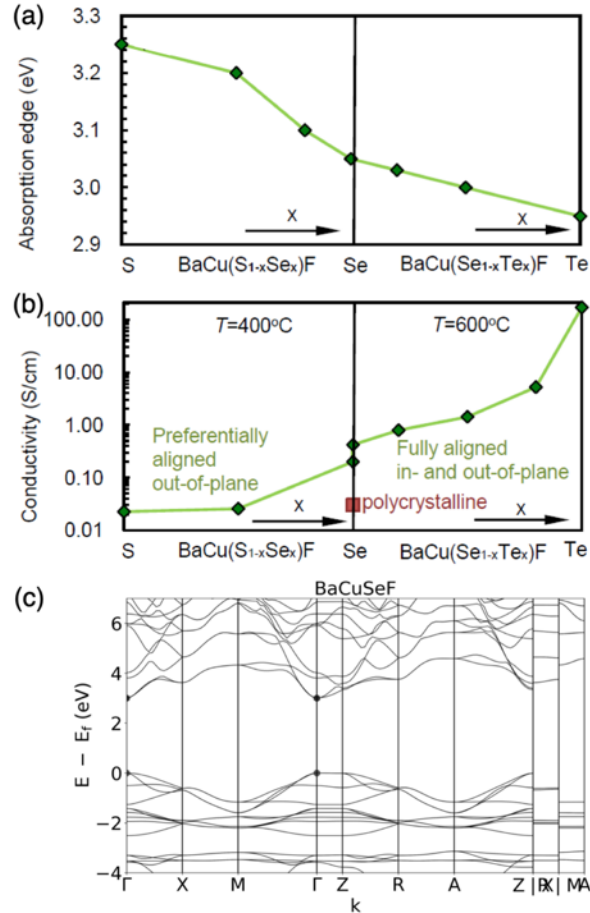 (a)
3.3
3.2
3.1
3.0
2.9
Absorpttion edge (eV)
X
X
S
BaCu(S₁₋ₓSeₓ)F
Se
BaCu(Se₁₋ₓTeₓ)F
Te
(b)
100.00
10.00
1.00
0.10
0.01
Conductivity (S/cm)
T=400°C
T=600°C
Preferentially
aligned
out-of-plane
Fully aligned
in- and out-of-plane
polycrystalline
X
X
S
BaCu(S₁₋ₓSeₓ)F
Se
BaCu(Se₁₋ₓTeₓ)F
Te
(c)
BaCuSeF
6
4
2
0
−2
−4
E − E_f (eV)
Γ X M Γ Z R A Z
M A
k